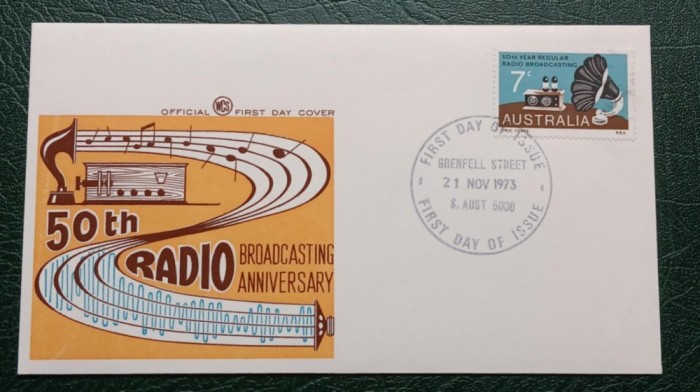 50th YEAR REGULAR
RADIO BROADCASTING
7c
AUSTRALIA
OFFICIAL WCS FIRST DAY COVER
FIRST DAY OF ISSUE
GRENFELL STREET
21 NOV 1973
S. AUST 5000
FIRST DAY OF ISSUE
50th
RADIO
BROADCASTING
ANNIVERSARY